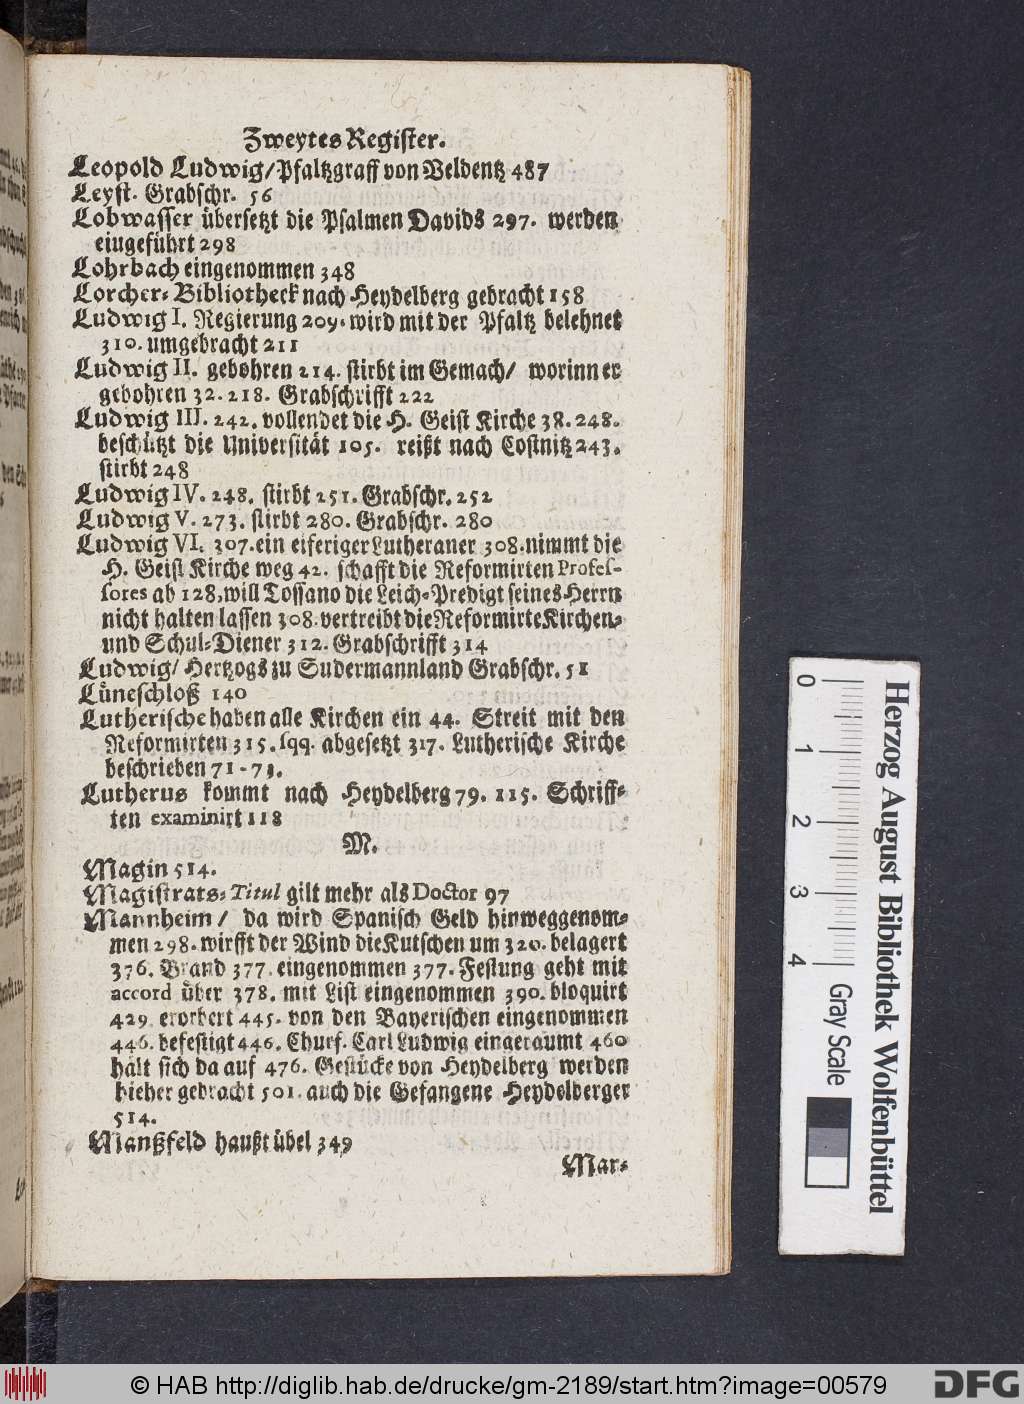 Zweytes Register.
Leopold Ludwig/Pfaltzgraff von Veldentz 487
Leyst. Grabschr. 56
Lobwasser übersetzt die Psalmen Davids 297. werden
eiugeführt 298
Lohrbach eingenommen 348
Lorcher-Bibliotheck nach Heydelberg gebracht 158
Ludwig I. Regierung 209. wird mit der Pfaltz belehnet
310. umgebracht 211
Ludwig II. gebohren 214. stirbt im Gemach/ worinn er
gebohren 32. 218. Grabschrifft 222
Ludwig III. 242. vollendet die H. Geist Kirche 38. 248.
beschützt die Universität 105. reißt nach Costnitz 243.
stirbt 248
Ludwig IV. 248. stirbt 251. Grabschr. 252
Ludwig V. 273. stirbt 280. Grabschr. 280
Ludwig VI. 307. ein eiferiger Lutheraner 308. nimmt die
H. Geist Kirche weg 42. schafft die Reformirten Profes-
sores ab 128, will Tossano die Leich-Predigt seines Herrn
nicht halten lassen 308. vertreibt die Reformirte Kirchen-
und Schul-Diener 312. Grabschrifft 314
Ludwig/ Hertzogs zu Sudermannland Grabschr. 51
Lüneschloß 140
Lutherische haben alle Kirchen ein 44. Streit mit den
Reformirten 315. sqq. abgesetzt 317. Lutherische Kirche
beschrieben 71-73.
Lutherus kommt nach Heydelberg 79. 115. Schriff-
ten examinirt 118
M.
Magin 514.
Magistrats-Titul gilt mehr als Doctor 97
Mannheim/ da wird Spanisch Geld hinweggenom-
men 298. wirfft der Wind die Kutschen um 320. belagert
376. Brand 377. eingenommen 377. Festung geht mit
accord über 378. mit List eingenommen 390. bloquirt
429. erorbert 445. von den Bayerischen eingenommen
446. befestigt 446. Churf. Carl Ludwig eingeraumt 460
hält sich da auf 476. Gestücke von Heydelberg werden
hieher gebracht 501. auch die Gefangene Heydelberger
514.
Mantzfeld haußt übel 349
Mar-
Herzog August Bibliothek Wolfenbüttel
0 1 2 3 4
Gray Scale
© HAB http://diglib.hab.de/drucke/gm-2189/start.htm?image=00579
DFG